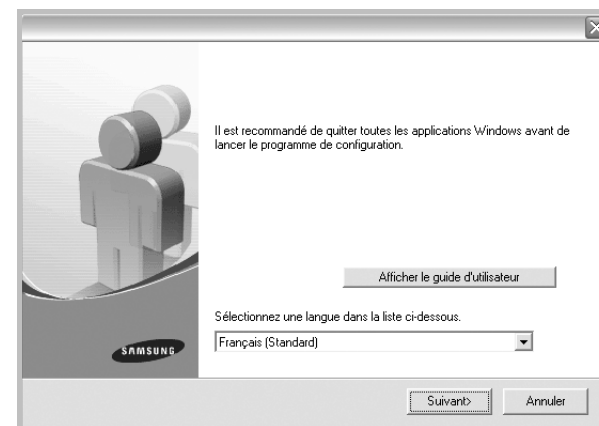 Il est recommandé de quitter toutes les applications Windows avant de
lancer le programme de configuration.
Afficher le guide d'utilisateur
Sélectionnez une langue dans la liste ci-dessous.
Français (Standard)
SAMSUNG
Suivant>
Annuler